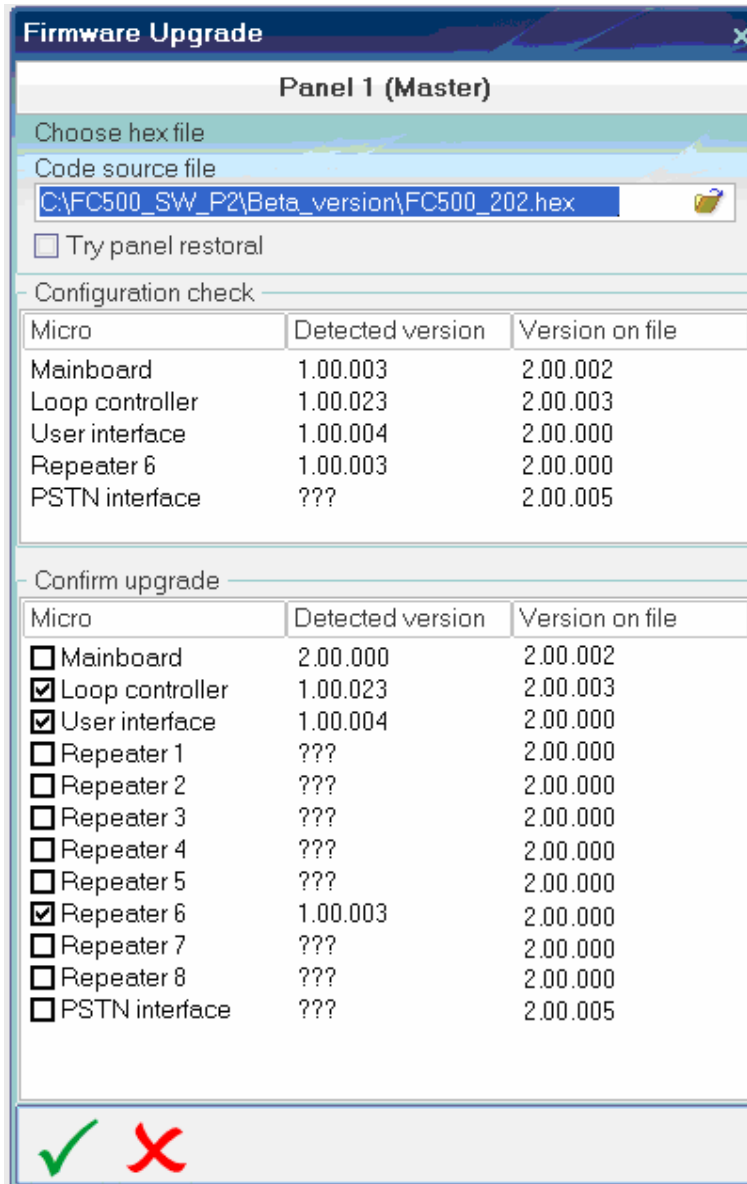 Firmware Upgrade x
Panel 1 (Master)
Choose hex file
Code source file
C:\FC500_SW_P2\Beta_version\FC500_202.hex
Try panel restoral
Configuration check
Micro Detected version Version on file
Mainboard 1.00.003 2.00.002
Loop controller 1.00.023 2.00.003
User interface 1.00.004 2.00.000
Repeater 6 1.00.003 2.00.000
PSTN interface ??? 2.00.005
Confirm upgrade
Micro Detected version Version on file
Mainboard 2.00.000 2.00.002
Loop controller 1.00.023 2.00.003
User interface 1.00.004 2.00.000
Repeater 1 ??? 2.00.000
Repeater 2 ??? 2.00.000
Repeater 3 ??? 2.00.000
Repeater 4 ??? 2.00.000
Repeater 5 ??? 2.00.000
Repeater 6 1.00.003 2.00.000
Repeater 7 ??? 2.00.000
Repeater 8 ??? 2.00.000
PSTN interface ??? 2.00.005